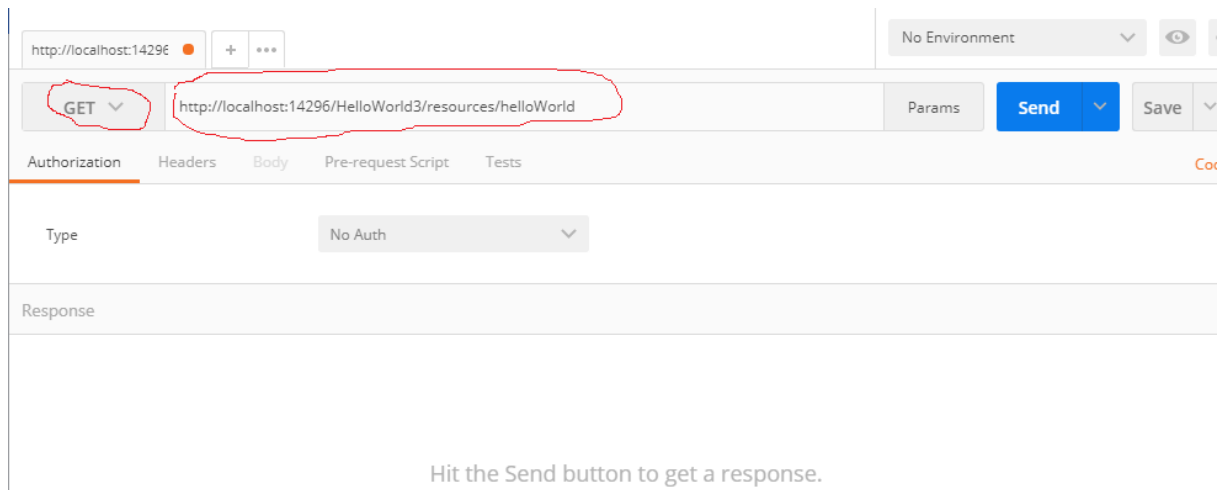 http://localhost:14296
No Environment
GET
http://localhost:14296/HelloWorld3/resources/helloWorld
Params
Send
Save
Authorization
Headers
Body
Pre-request Script
Tests
Type
No Auth
Response
Hit the Send button to get a response.